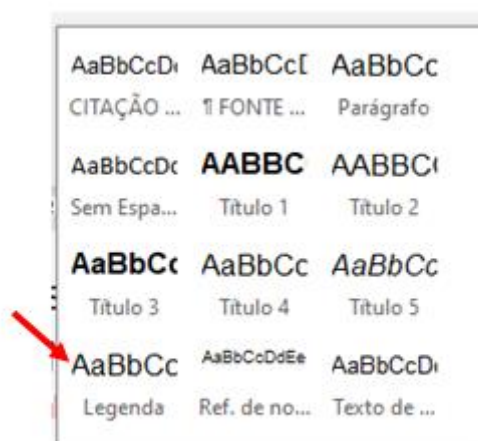 AaBbCcD AaBbCc AaBbCc
CITAÇÃO ... ¶ FONTE ... Parágrafo
AaBbCcDc AABBC AABBC
Sem Espa... Título 1 Título 2
AaBbCc AaBbCc AaBbCc
Título 3 Título 4 Título 5
AaBbCc AaBbCcDdEe AaBbCcD
Legenda Ref. de no... Texto de ...